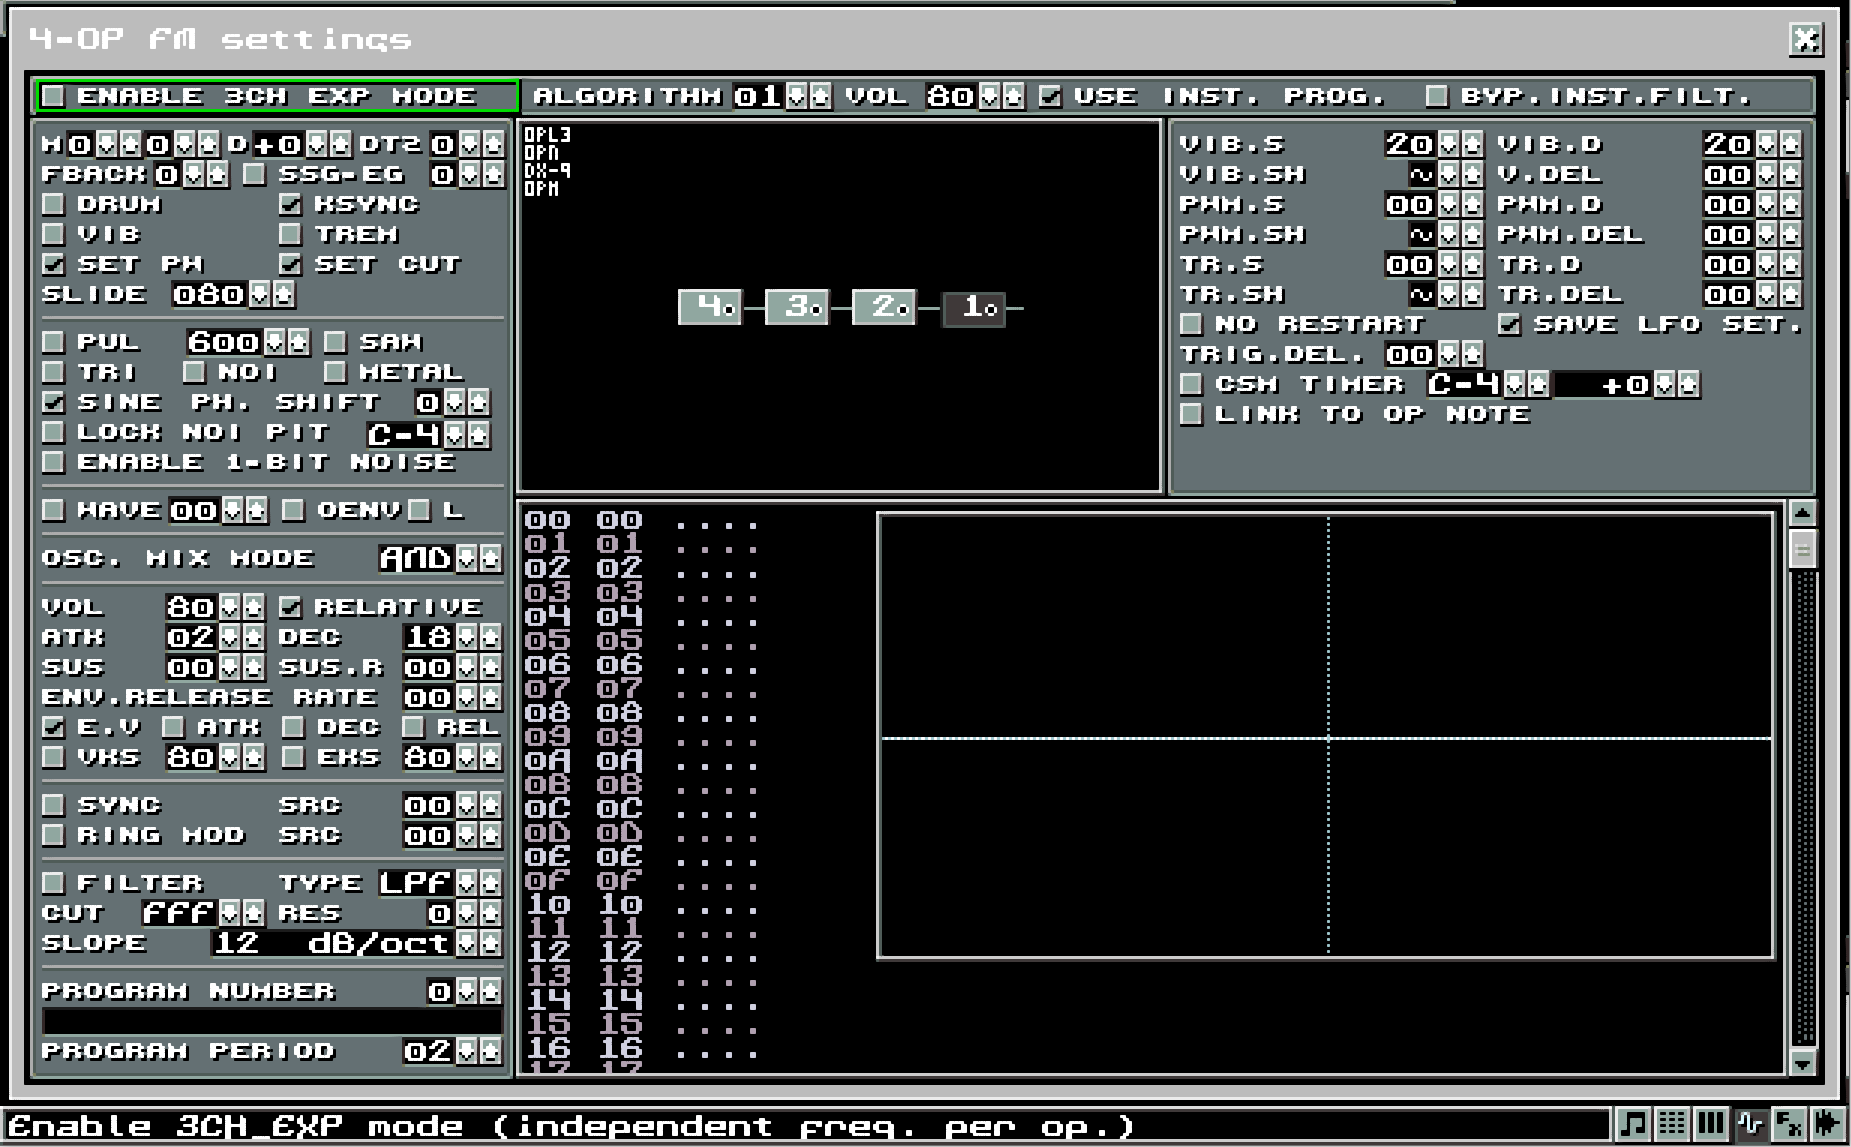 4-OP FM settings
ENABLE 3CH EXP MODE
ALGORITHM 01 VOL 80 USE INST. PROG. BYP.INST.FILT.
M 0 0 D +0 DT2 0
FBACK 0 SSG-EG 0
DRUM KSYNC
VIB TREM
SET PW SET CUT
SLIDE 080
PUL 600 SAW
TRI NOI METAL
SINE PH. SHIFT 0
LOCK NOI PIT C-4
ENABLE 1-BIT NOISE
WAVE 00 OENV L
OSC. MIX MODE AND
VOL 80 RELATIVE
ATK 02 DEC 18
SUS 00 SUS.R 00
ENV.RELEASE RATE 00
E.V ATK DEC REL
VKS 80 EKS 80
SYNC SRC 00
RING MOD SRC 00
FILTER TYPE LPF
CUT FFF RES 0
SLOPE 12 dB/oct
PROGRAM NUMBER 0
PROGRAM PERIOD 02
OPL3
OPN
DX-9
OPM
4 3 2 1
VIB.S 20 VIB.D 20
VIB.SH ~ V.DEL 00
PWM.S 00 PWM.D 00
PWM.SH ~ PWM.DEL 00
TR.S 00 TR.D 00
TR.SH ~ TR.DEL 00
NO RESTART SAVE LFO SET.
TRIG.DEL. 00
CSM TIMER C-4 +0
LINK TO OP NOTE
00 00 ....
01 01 ....
02 02 ....
03 03 ....
04 04 ....
05 05 ....
06 06 ....
07 07 ....
08 08 ....
09 09 ....
0A 0A ....
0B 0B ....
0C 0C ....
0D 0D ....
0E 0E ....
0F 0F ....
10 10 ....
11 11 ....
12 12 ....
13 13 ....
14 14 ....
15 15 ....
16 16 ....
17 17
Enable 3CH_EXP mode (independent freq. per op.)
Fx